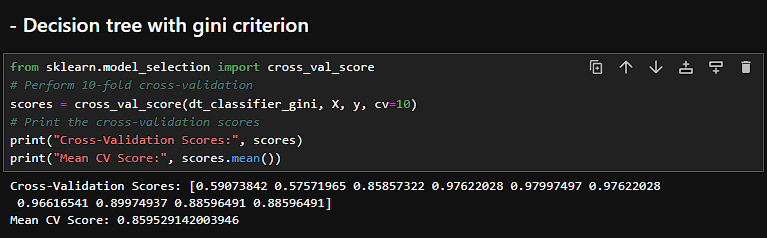 - Decision tree with gini criterion
from sklearn.model_selection import cross_val_score
# Perform 10-fold cross-validation
scores = cross_val_score(dt_classifier_gini, X, y, cv=10)
# Print the cross-validation scores
print("Cross-Validation Scores:", scores)
print("Mean CV Score:", scores.mean())
Cross-Validation Scores: [0.59073842 0.57571965 0.85857322 0.97622028 0.97997497 0.97622028
 0.96616541 0.89974937 0.88596491 0.88596491]
Mean CV Score: 0.859529142003946